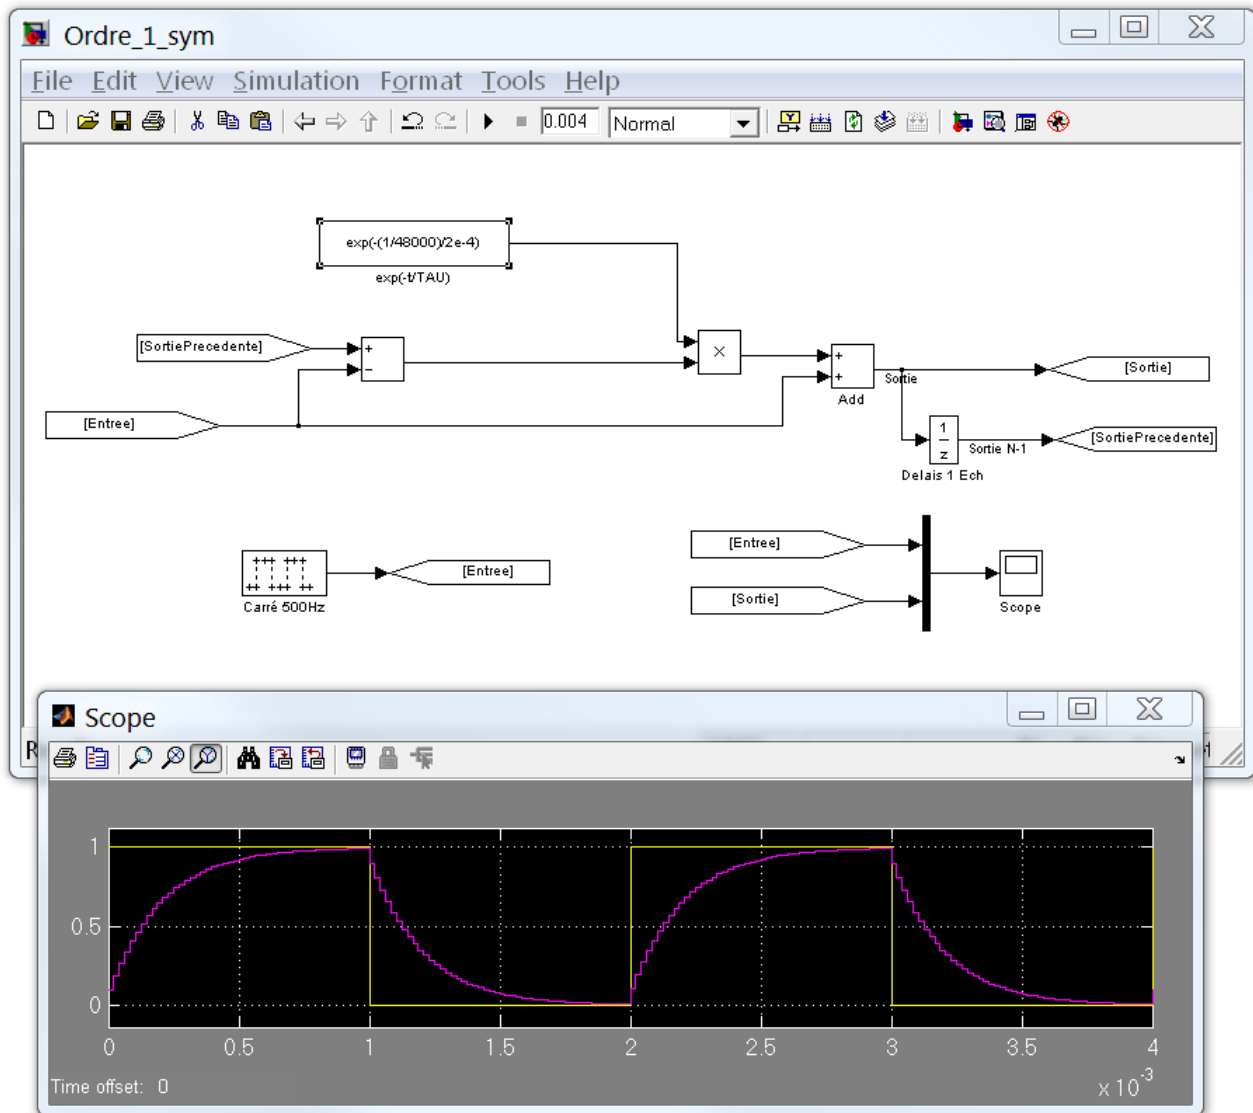 Ordre_1_sym
File Edit View Simulation Format Tools Help
0.004 Normal
exp(-(1/48000)/2e-4)
exp(-t/TAU)
[SortiePrecedente]
+
−
×
+
+
Add
Sortie
[Sortie]
[Entree]
1
z
Sortie N-1
[SortiePrecedente]
Delais 1 Ech
[Entree]
[Entree]
[Sortie]
Carré 500Hz
Scope
Scope
1
0.5
0
0 0.5 1 1.5 2 2.5 3 3.5 4
Time offset: 0
x 10-3